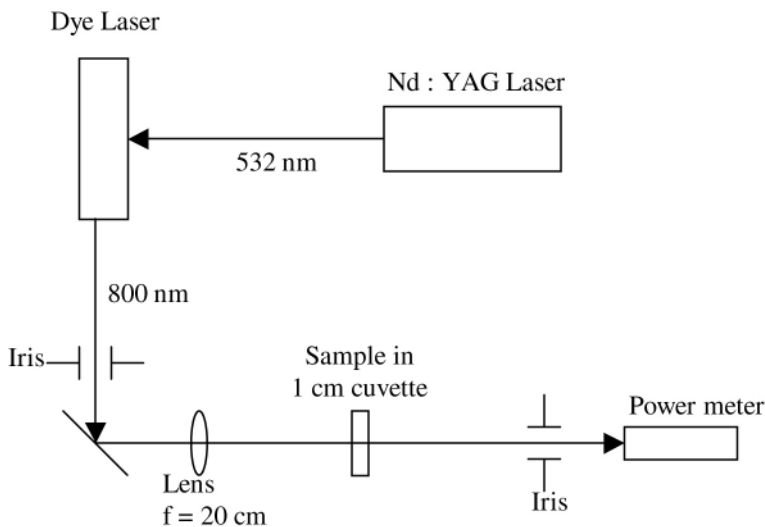 Dye Laser
Nd : YAG Laser
532 nm
800 nm
Iris
Sample in
1 cm cuvette
Power meter
Lens
f = 20 cm
Iris